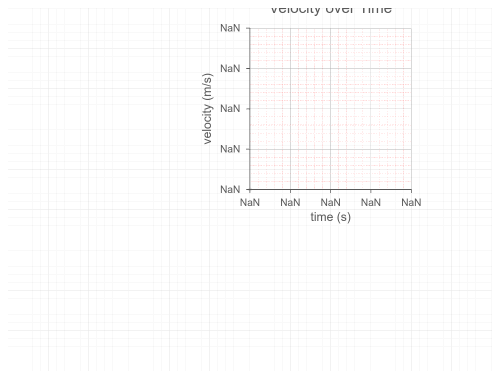 Velocity over Time
NaN
NaN
velocity (m/s)
NaN
NaN
NaN
NaN NaN NaN NaN NaN
time (s)